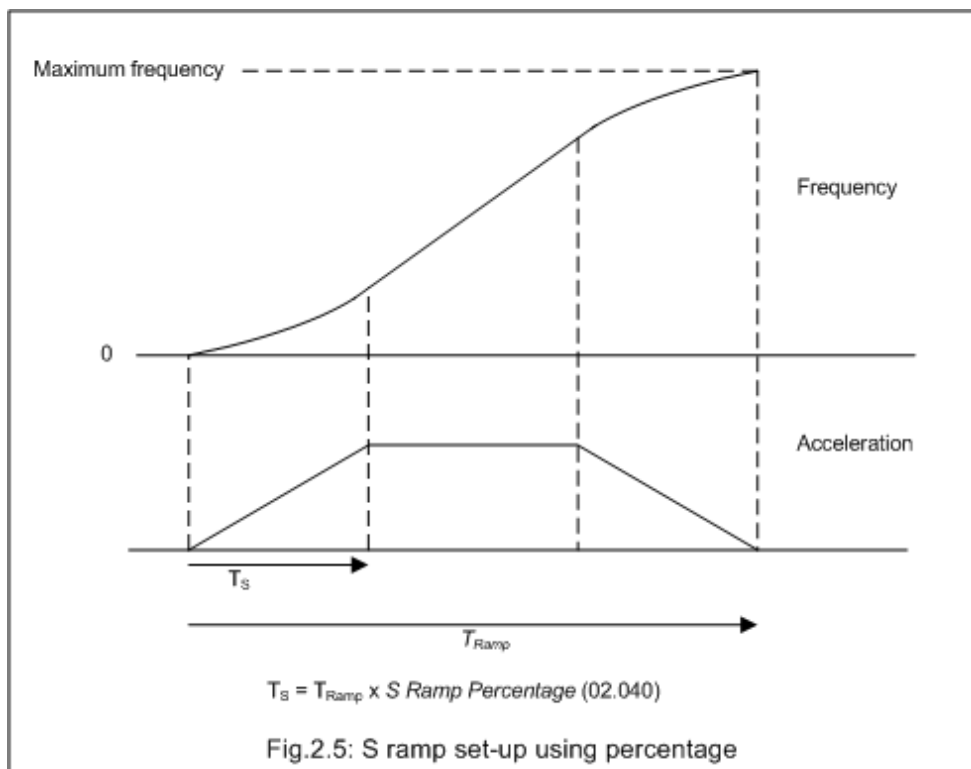 Maximum frequency
Frequency
0
Acceleration
TS
TRamp
TS = TRamp x S Ramp Percentage (02.040)
Fig.2.5: S ramp set-up using percentage